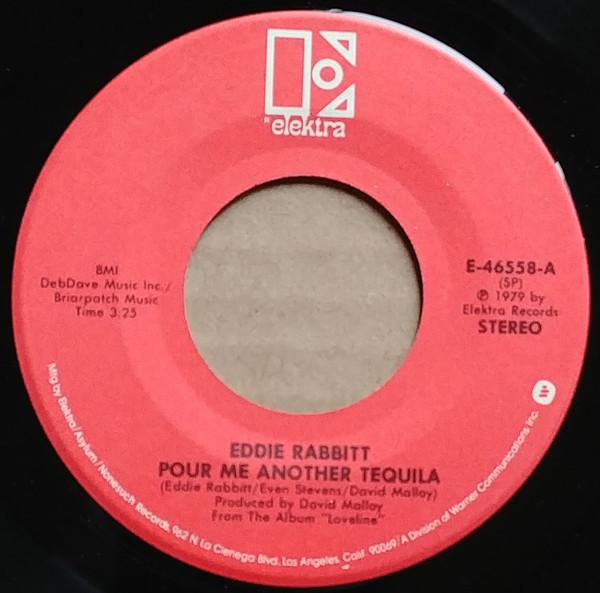 elektra
BMI
DebDave Music Inc./
Briarpatch Music
Time 3:25
E-46558-A
(SP)
℗ 1979 by
Elektra Records
STEREO
EDDIE RABBITT
POUR ME ANOTHER TEQUILA
(Eddie Rabbitt/Even Stevens/David Malloy)
Produced by David Malloy
From The Album "Loveline"
Mfg by Elektra/Asylum/Nonesuch Records, 962 N. La Cienega Blvd, Los Angeles, Calif. 90069/A Division of Warner Communications Inc.